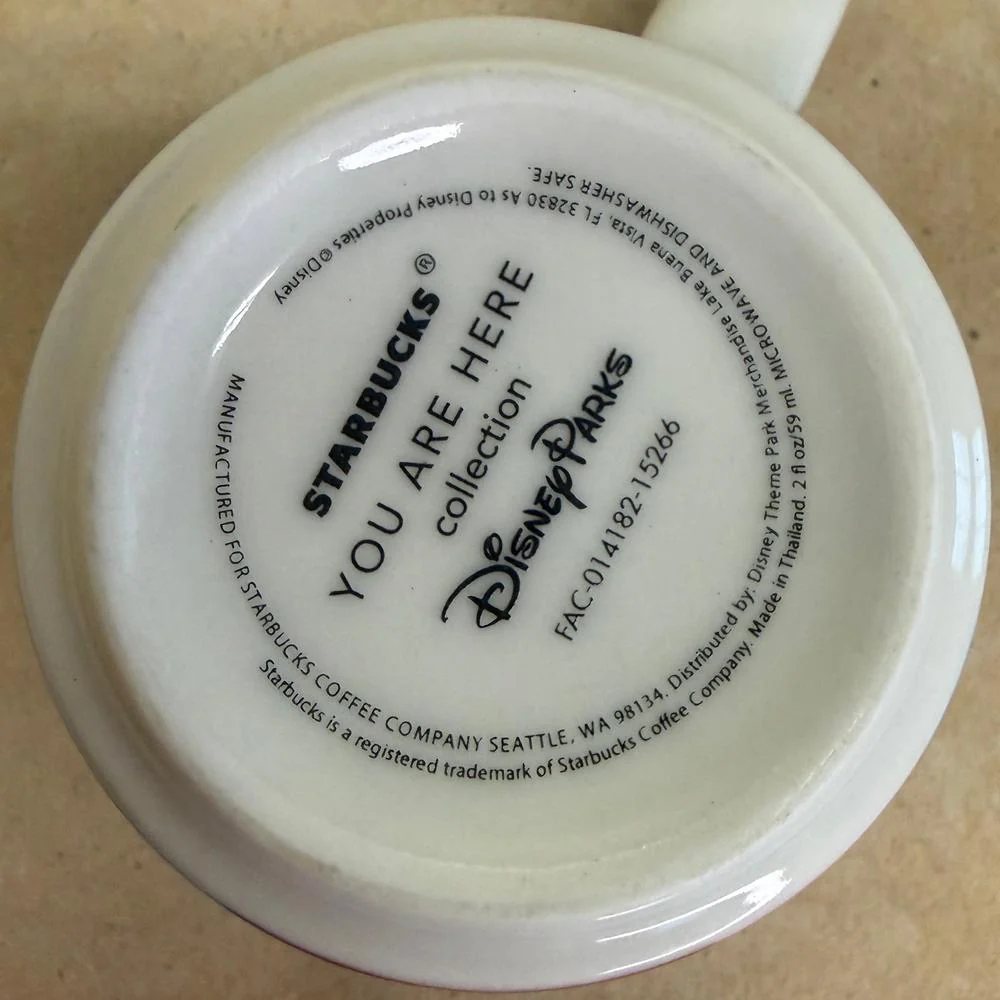 STARBUCKS®
YOU ARE HERE
collection
DISNEY PARKS
FAC-014182-15266
MANUFACTURED FOR STARBUCKS COFFEE COMPANY SEATTLE, WA 98134. Distributed by: Disney Theme Park Merchandise Lake Buena Vista, FL 32830 As to Disney Properties ©Disney
Starbucks is a registered trademark of Starbucks Coffee Company. Made in Thailand. 2 fl oz/59 ml. MICROWAVE AND DISHWASHER SAFE.